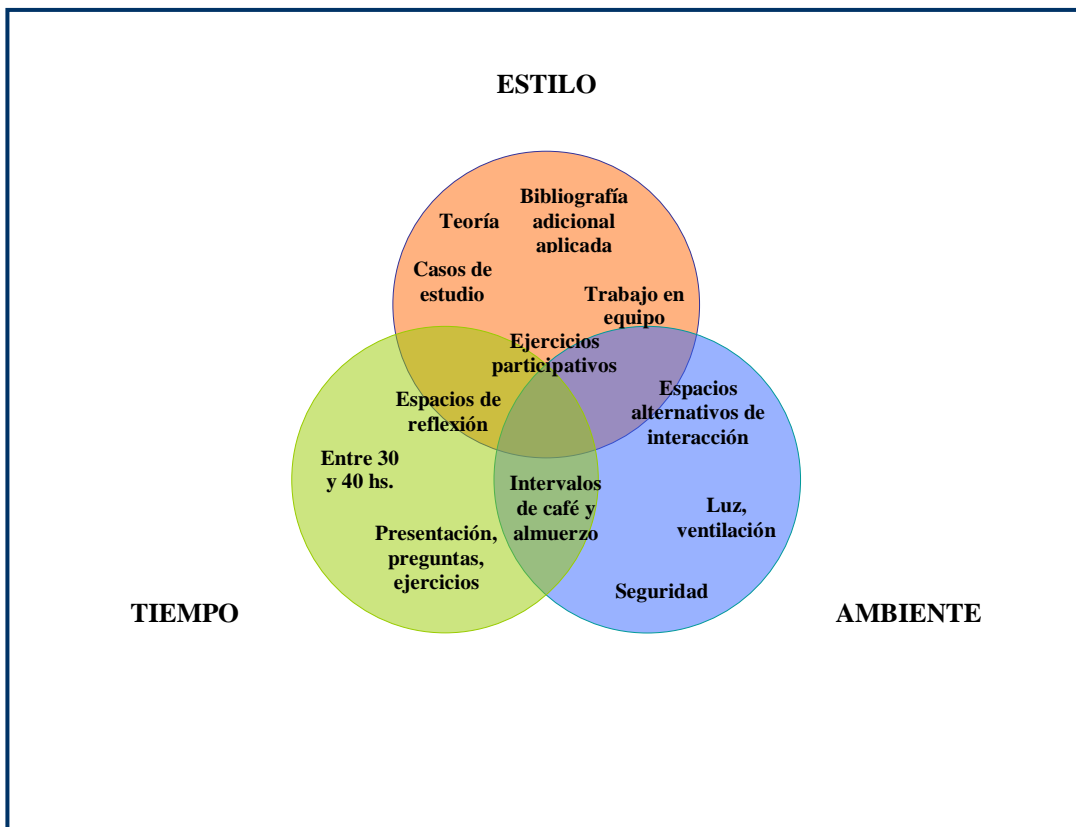 ESTILO
Bibliografía
adicional
aplicada
Teoría
Casos de
estudio
Trabajo en
equipo
Ejercicios
participativos
Espacios de
reflexión
Espacios
alternativos de
interacción
Entre 30
y 40 hs.
Intervalos
de café y
almuerzo
Luz,
ventilación
Presentación,
preguntas,
ejercicios
Seguridad
TIEMPO
AMBIENTE